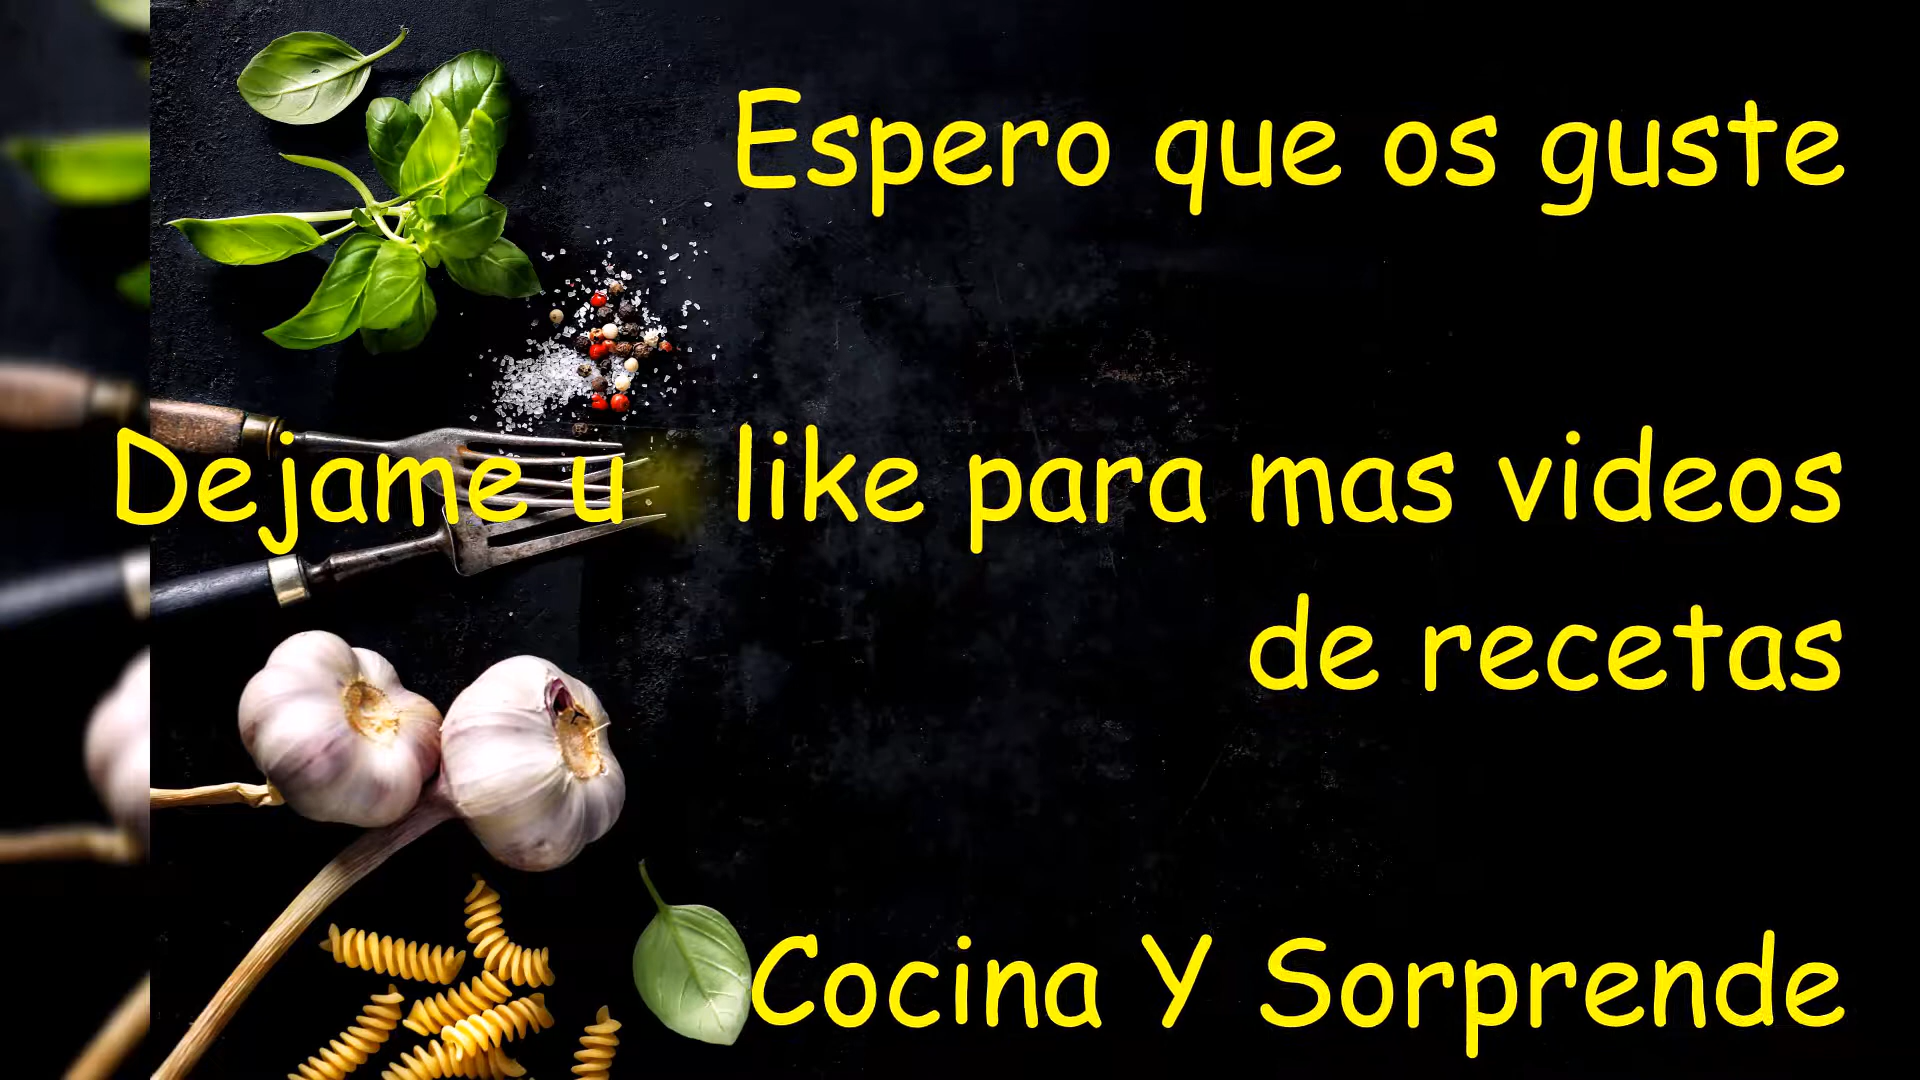 Espero que os guste
Dejame u like para mas videos
de recetas
Cocina Y Sorprende